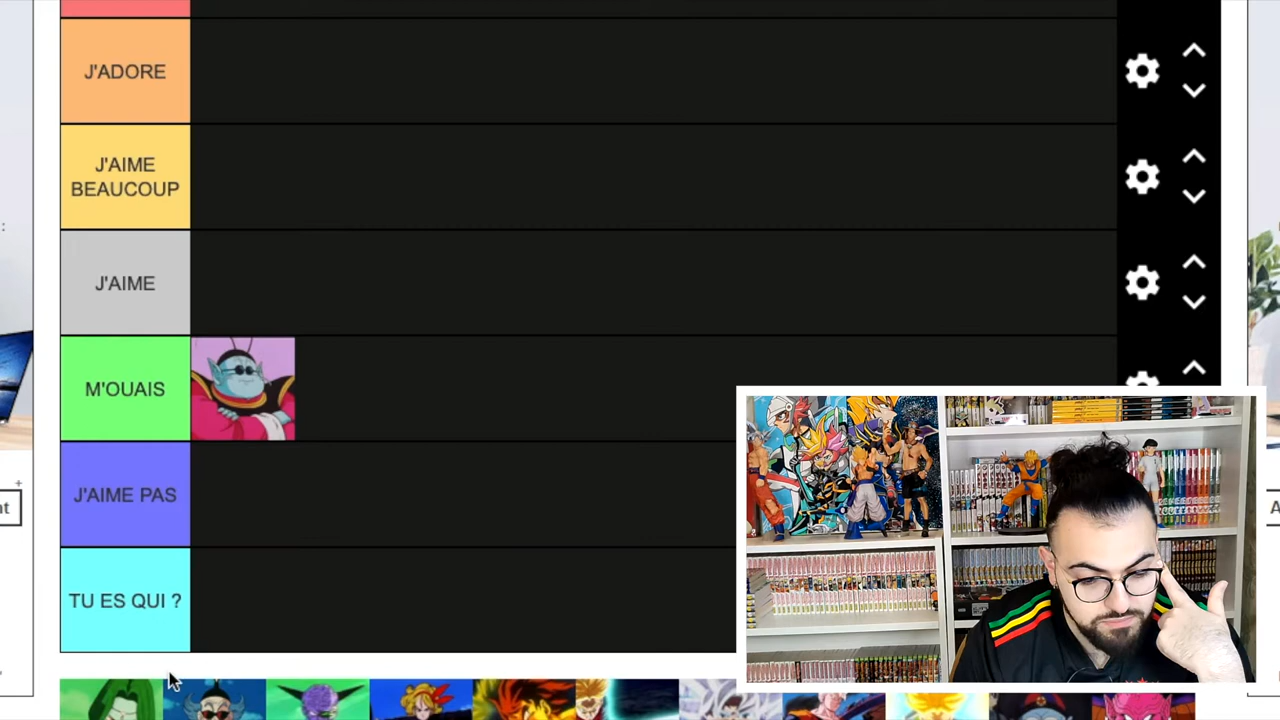 J'ADORE
J'AIME
BEAUCOUP
J'AIME
M'OUAIS
J'AIME PAS
TU ES QUI ?